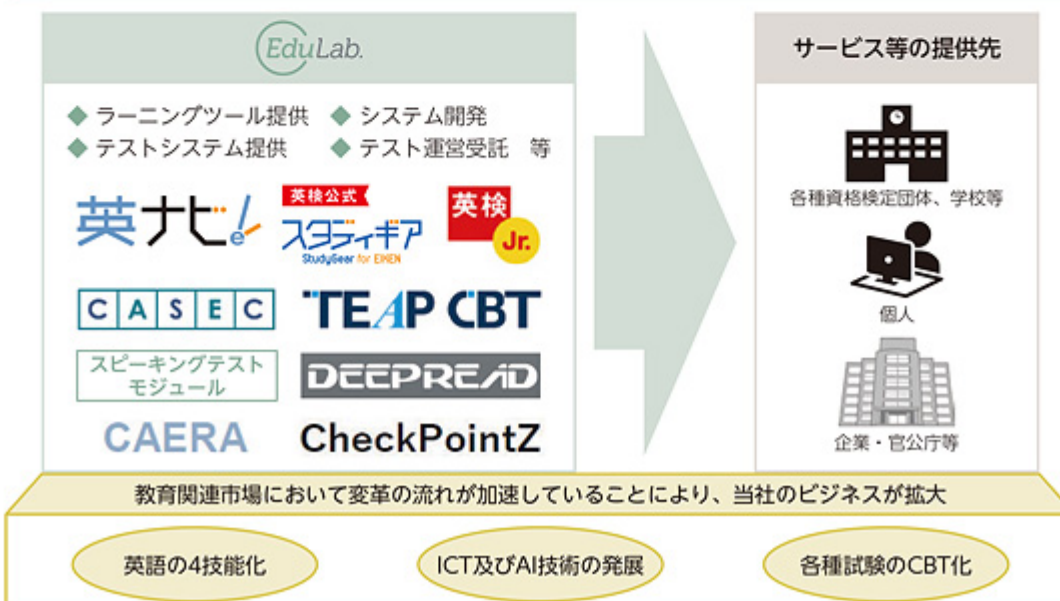 EduLab.
◆ ラーニングツール提供 ◆ システム開発
◆ テストシステム提供 ◆ テスト運営受託 等
英ナビ!
e
英検公式
スタディギア
StudyGear for EIKEN
英検
Jr.
CASEC
TEAP CBT
スピーキングテスト
モジュール
DEEPREAD
CAERA
CheckPointZ
サービス等の提供先
各種資格検定団体、学校等
個人
企業・官公庁等
教育関連市場において変革の流れが加速していることにより、当社のビジネスが拡大
英語の4技能化
ICT及びAI技術の発展
各種試験のCBT化